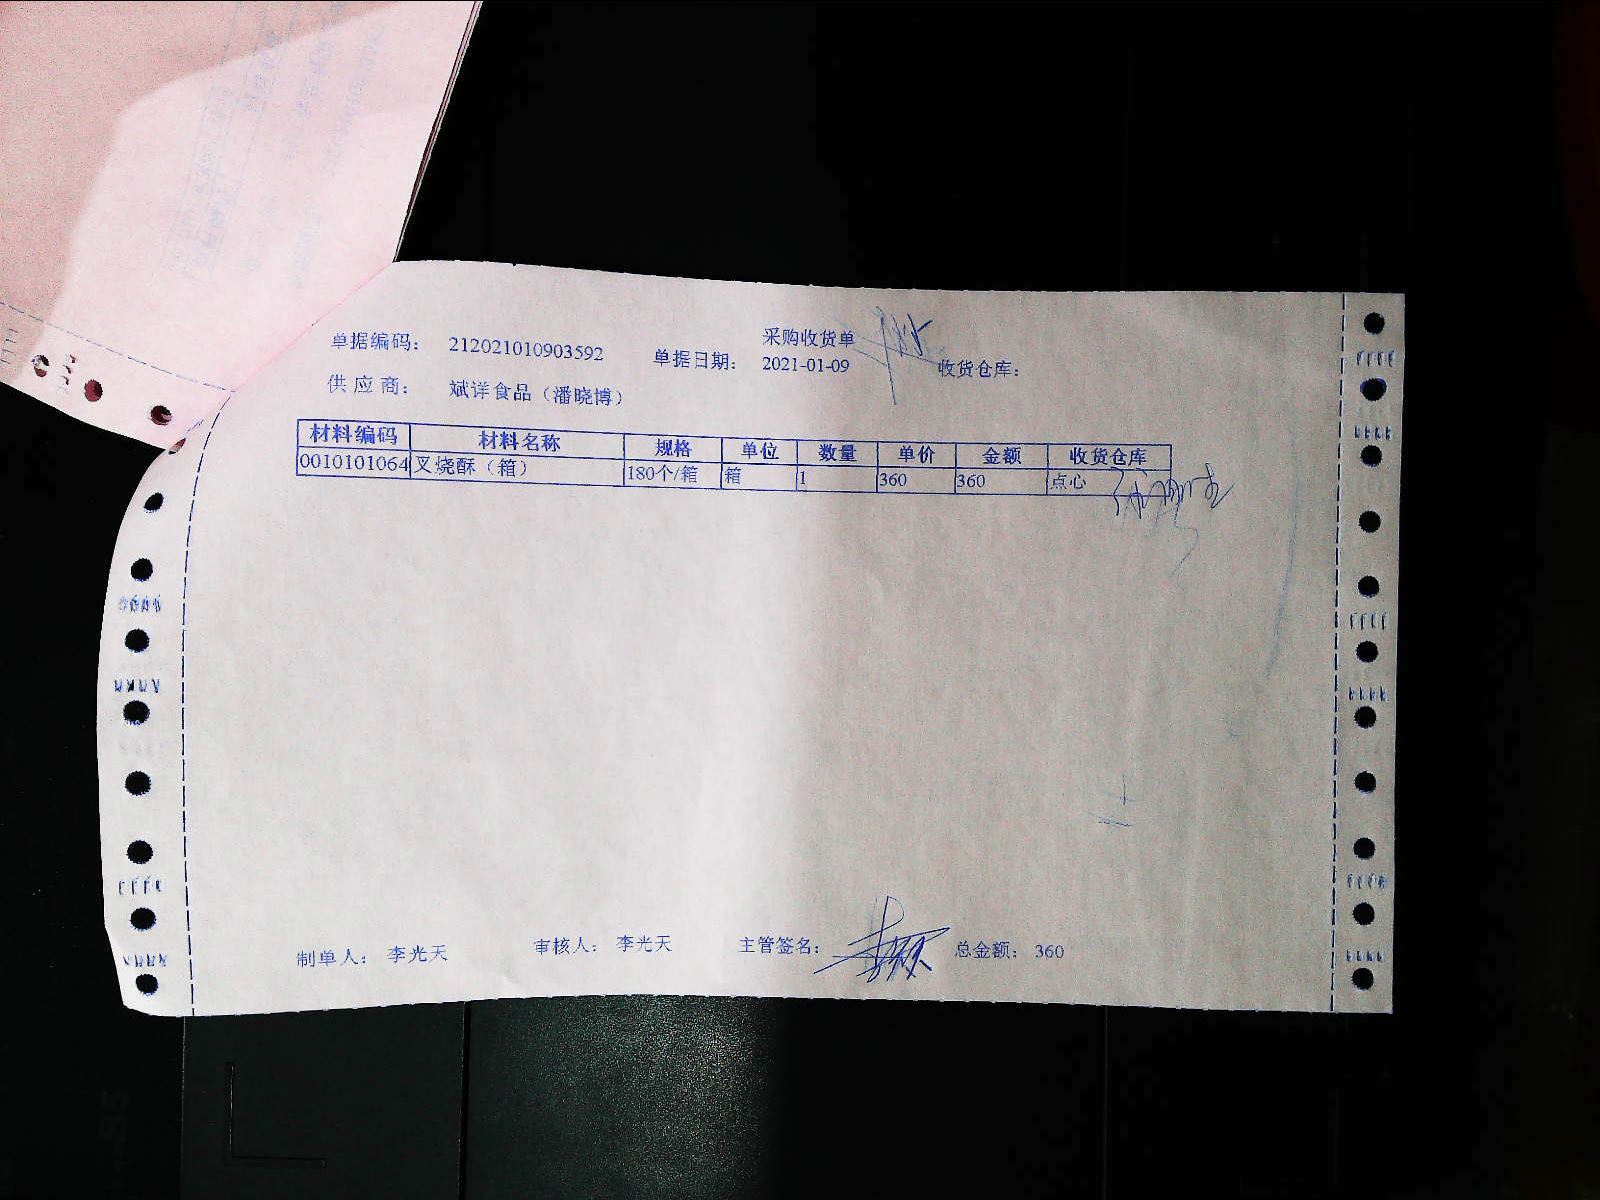 采购收货单
单据编码： 212021010903592 单据日期： 2021-01-09 收货仓库：
供应商： 斌详食品（潘晓博）
材料编码 材料名称 规格 单位 数量 单价 金额 收货仓库
0010101064 叉烧酥（箱） 180个/箱 箱 1 360 360 点心
制单人： 李光天 审核人： 李光天 主管签名： 总金额： 360